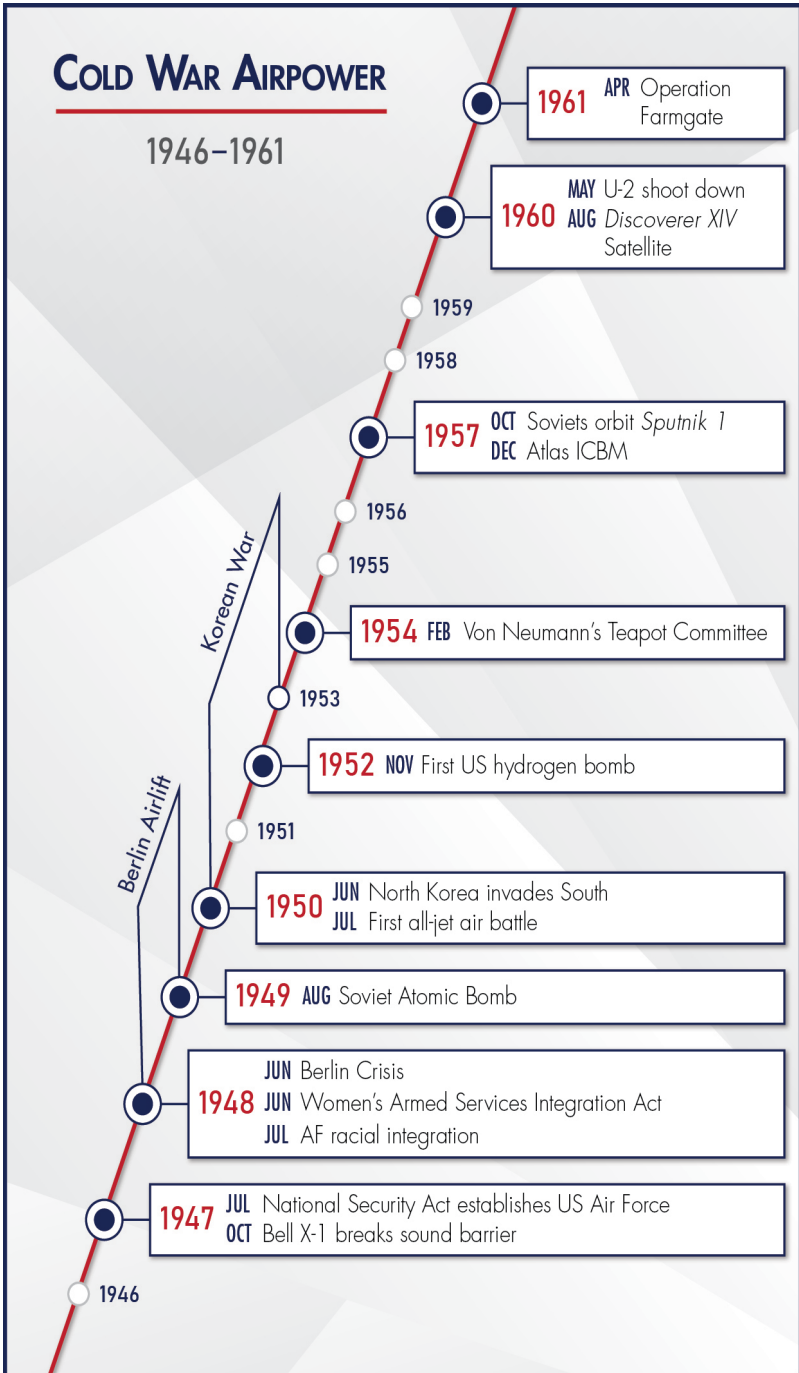 COLD WAR AIRPOWER
1946–1961
1961 APR Operation
Farmgate
1960 MAY U-2 shoot down
AUG Discoverer XIV
Satellite
1959
1958
1957 OCT Soviets orbit Sputnik 1
DEC Atlas ICBM
1956
1955
Korean War
1954 FEB Von Neumann’s Teapot Committee
1953
1952 NOV First US hydrogen bomb
Berlin Airlift
1951
1950 JUN North Korea invades South
JUL First all-jet air battle
1949 AUG Soviet Atomic Bomb
1948 JUN Berlin Crisis
JUN Women’s Armed Services Integration Act
JUL AF racial integration
1947 JUL National Security Act establishes US Air Force
OCT Bell X-1 breaks sound barrier
1946